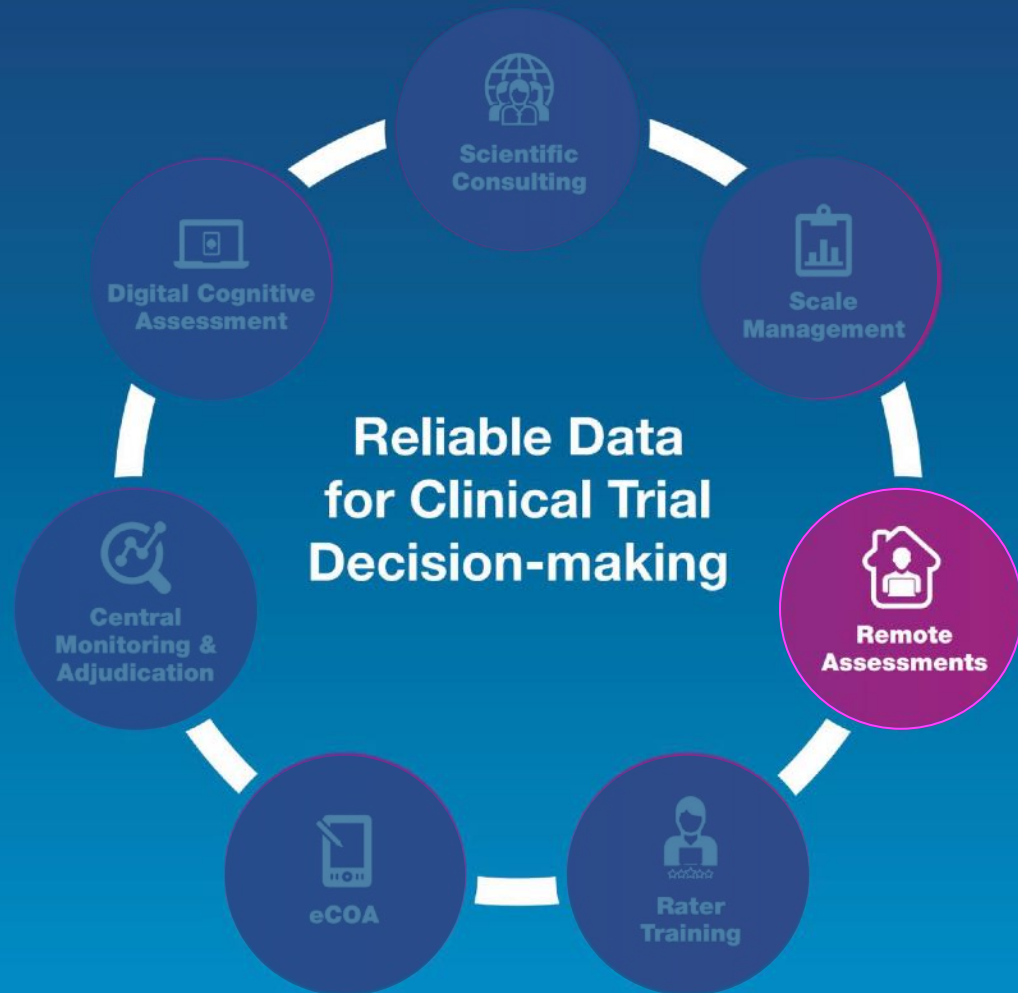 Scientific
Consulting
Digital Cognitive
Assessment
Scale
Management
Reliable Data
for Clinical Trial
Decision-making
Central
Monitoring &
Adjudication
Remote
Assessments
eCOA
Rater
Training